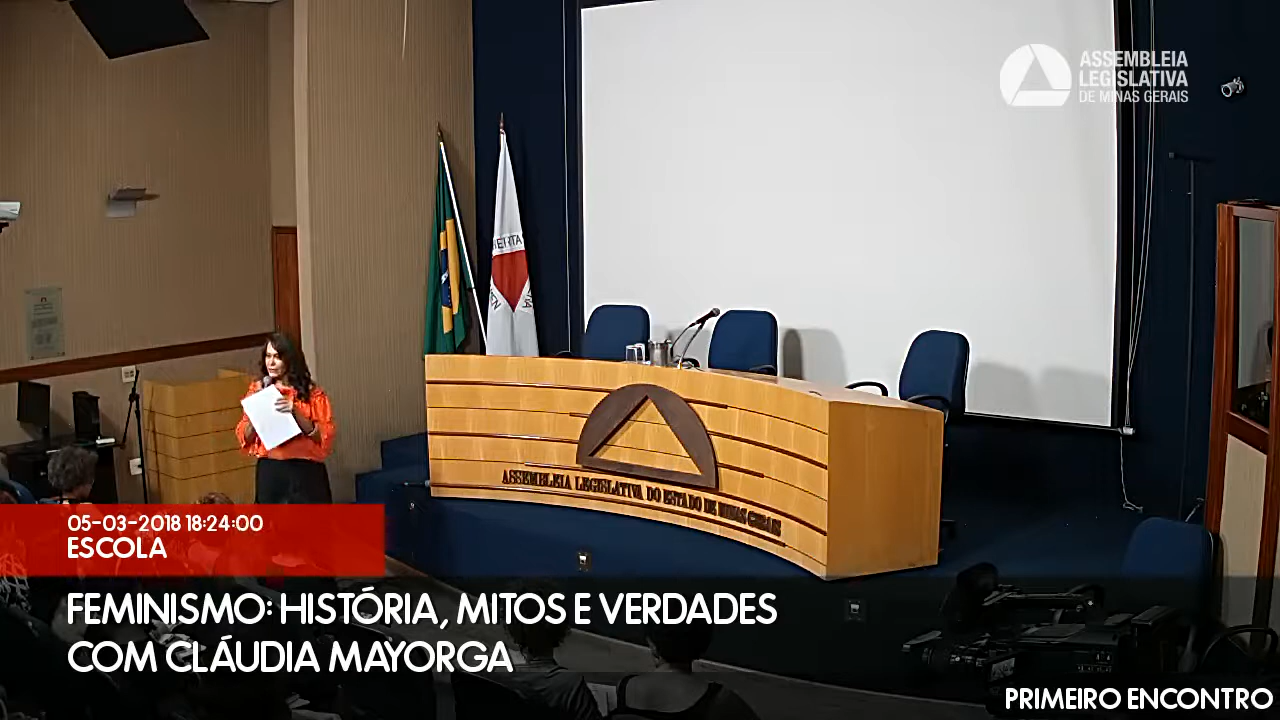 ASSEMBLEIA
LEGISLATIVA
DE MINAS GERAIS
ASSEMBLEIA LEGISLATIVA DO ESTADO DE MINAS GERAIS
05-03-2018 18:24:00
ESCOLA
FEMINISMO: HISTÓRIA, MITOS E VERDADES
COM CLÁUDIA MAYORGA
PRIMEIRO ENCONTRO